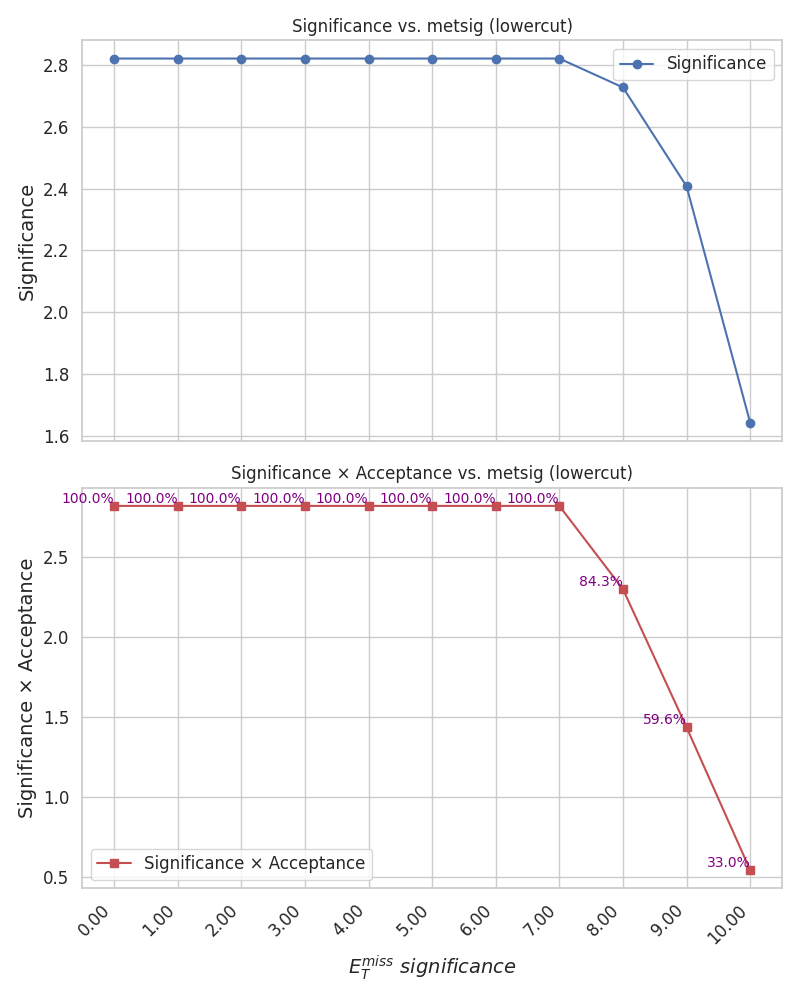 Significance vs. metsig (lowercut)
Significance
2.8
2.6
2.4
2.2
2.0
1.8
1.6
Significance
Significance × Acceptance vs. metsig (lowercut)
100.0% 100.0% 100.0% 100.0% 100.0% 100.0% 100.0% 100.0%
84.3%
59.6%
33.0%
2.5
2.0
1.5
1.0
0.5
Significance × Acceptance
Significance × Acceptance
0.00 1.00 2.00 3.00 4.00 5.00 6.00 7.00 8.00 9.00 10.00
E_T^{miss} significance